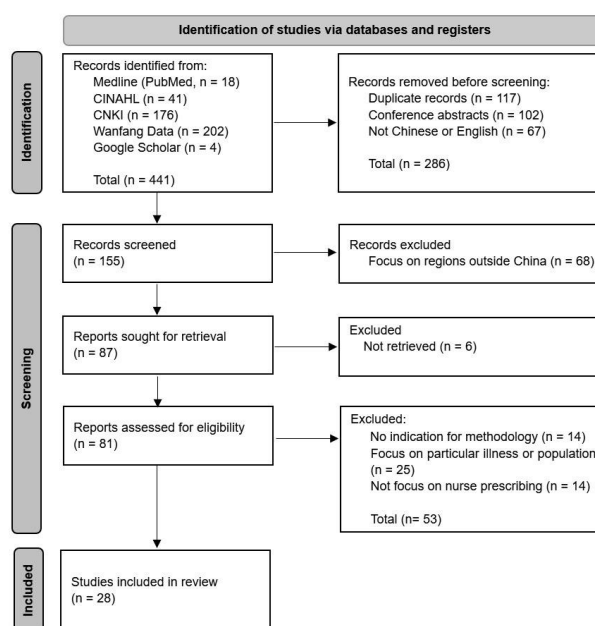 Identification of studies via databases and registers
Identification
Records identified from:
Medline (PubMed, n = 18)
CINAHL (n = 41)
CNKI (n = 176)
Wanfang Data (n = 202)
Google Scholar (n = 4)
Total (n = 441)
Records removed before screening:
Duplicate records (n = 117)
Conference abstracts (n = 102)
Not Chinese or English (n = 67)
Total (n = 286)
Screening
Records screened
(n = 155)
Records excluded
Focus on regions outside China (n = 68)
Reports sought for retrieval
(n = 87)
Excluded
Not retrieved (n = 6)
Reports assessed for eligibility
(n = 81)
Excluded:
No indication for methodology (n = 14)
Focus on particular illness or population
(n = 25)
Not focus on nurse prescribing (n = 14)
Total (n= 53)
Included
Studies included in review
(n = 28)